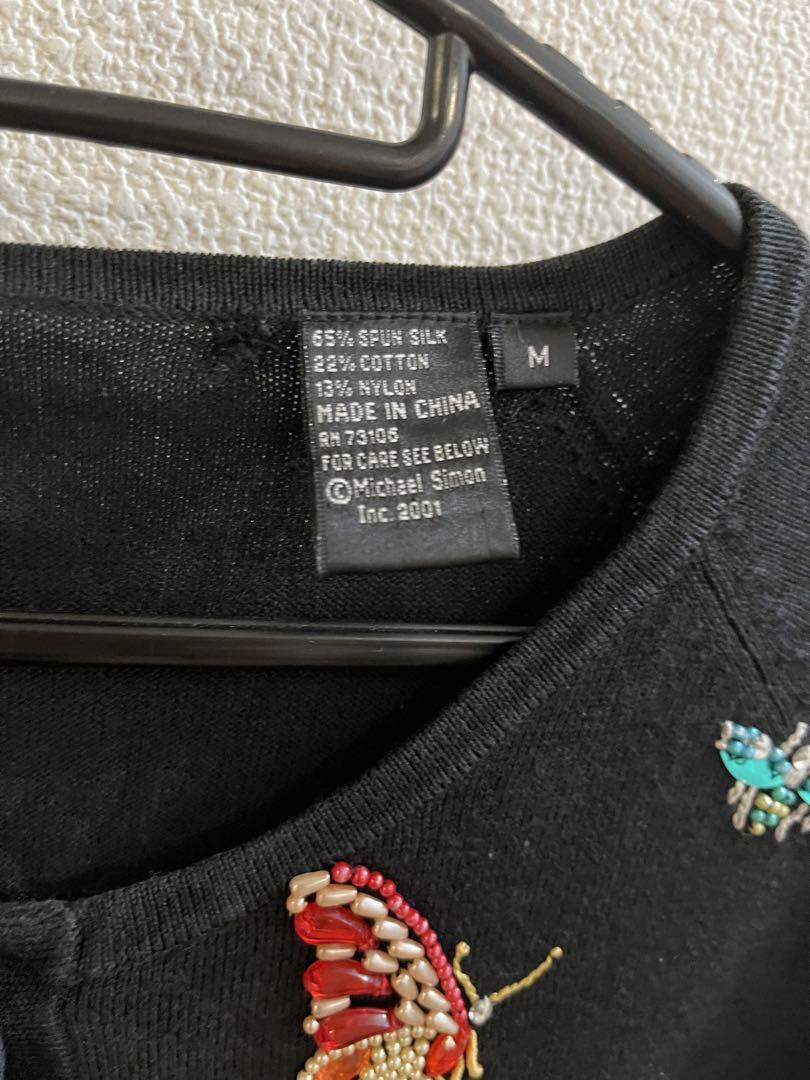 65% SPUN SILK
22% COTTON
13% NYLON
MADE IN CHINA
RN 73106
FOR CARE SEE BELOW
©Michael Simon
Inc. 2001
M